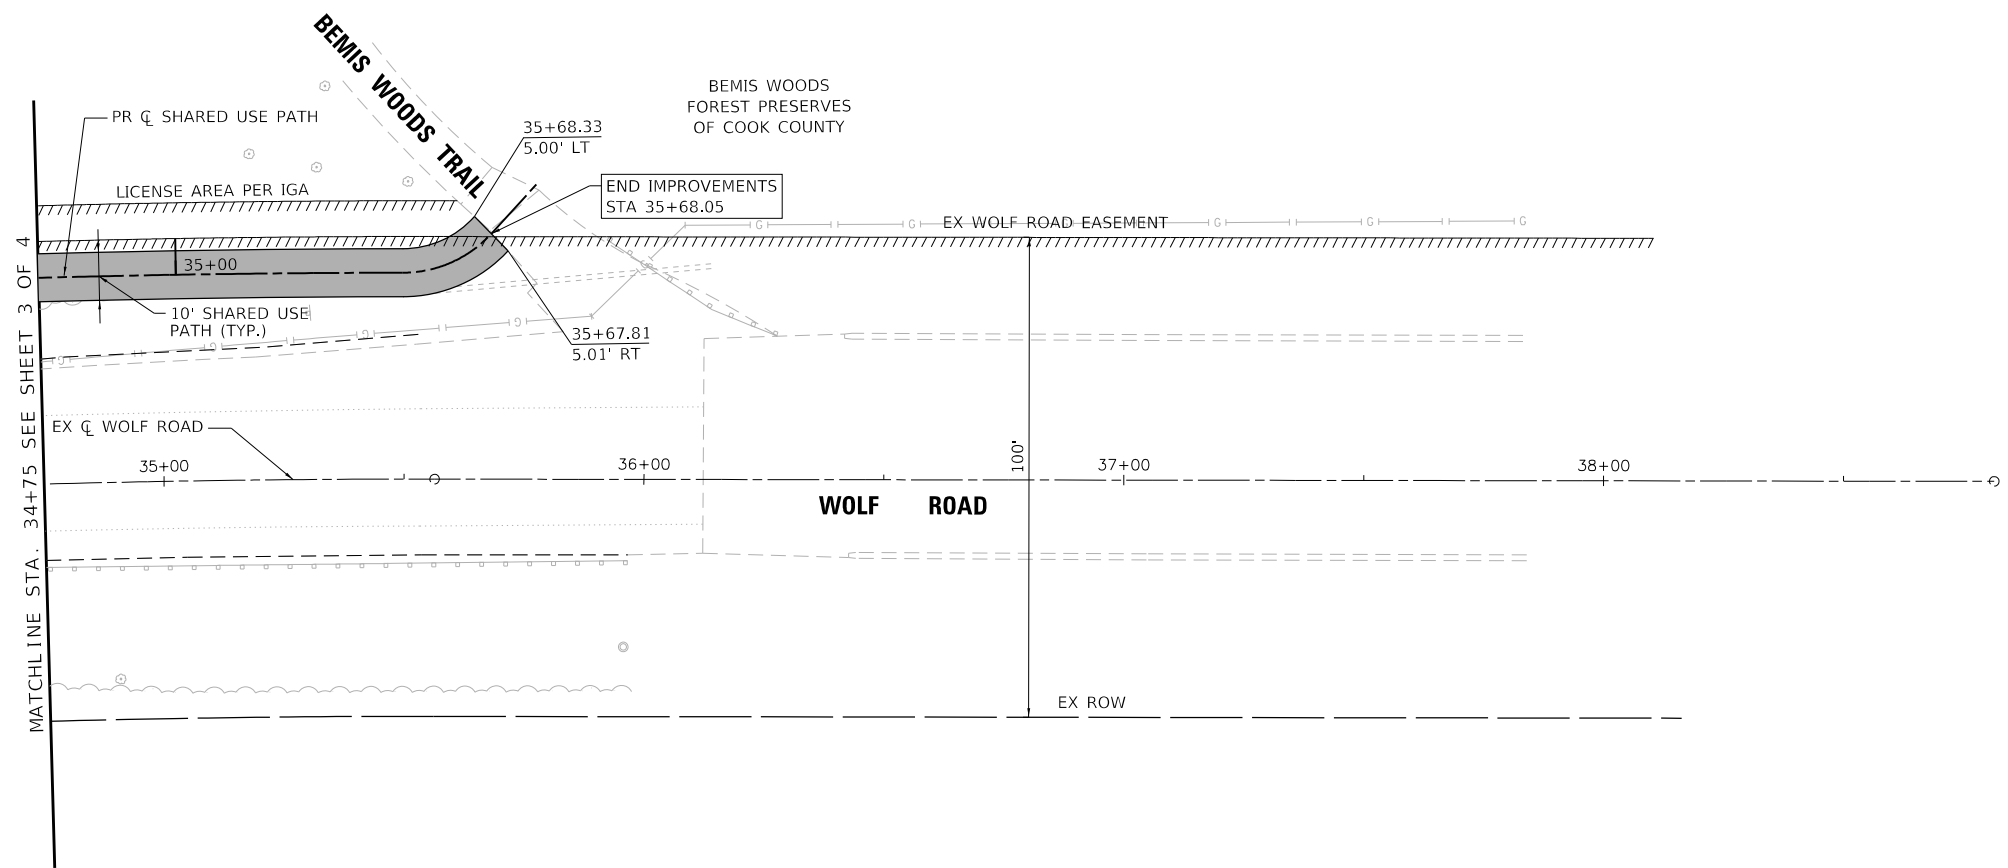 BEMIS WOODS TRAIL
BEMIS WOODS
FOREST PRESERVES
OF COOK COUNTY
PR ℄ SHARED USE PATH
35+68.33
5.00' LT
LICENSE AREA PER IGA
END IMPROVEMENTS
STA 35+68.05
EX WOLF ROAD EASEMENT
G G G G G G
35+00
10' SHARED USE
PATH (TYP.)
G G G G
35+67.81
5.01' RT
MATCHLINE STA. 34+75 SEE SHEET 3 OF 4
EX ℄ WOLF ROAD
100'
35+00
36+00
37+00
38+00
WOLF ROAD
EX ROW